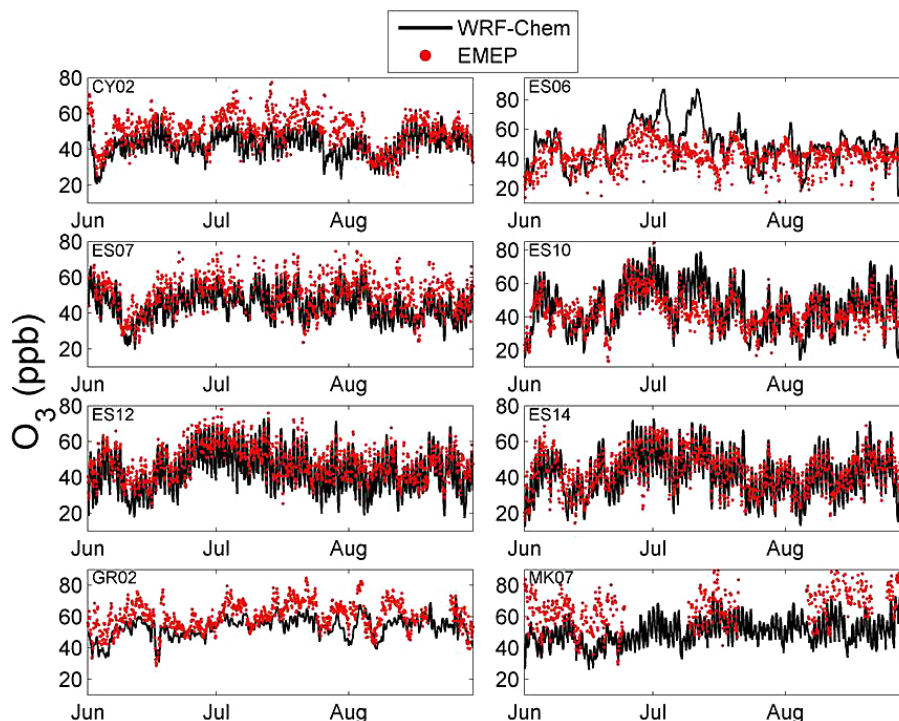 WRF-Chem
EMEP
O3 (ppb)
CY02
80
60
40
20
Jun Jul Aug
ES06
80
60
40
20
Jun Jul Aug
ES07
80
60
40
20
Jun Jul Aug
ES10
80
60
40
20
Jun Jul Aug
ES12
80
60
40
20
Jun Jul Aug
ES14
80
60
40
20
Jun Jul Aug
GR02
80
60
40
20
Jun Jul Aug
MK07
80
60
40
20
Jun Jul Aug